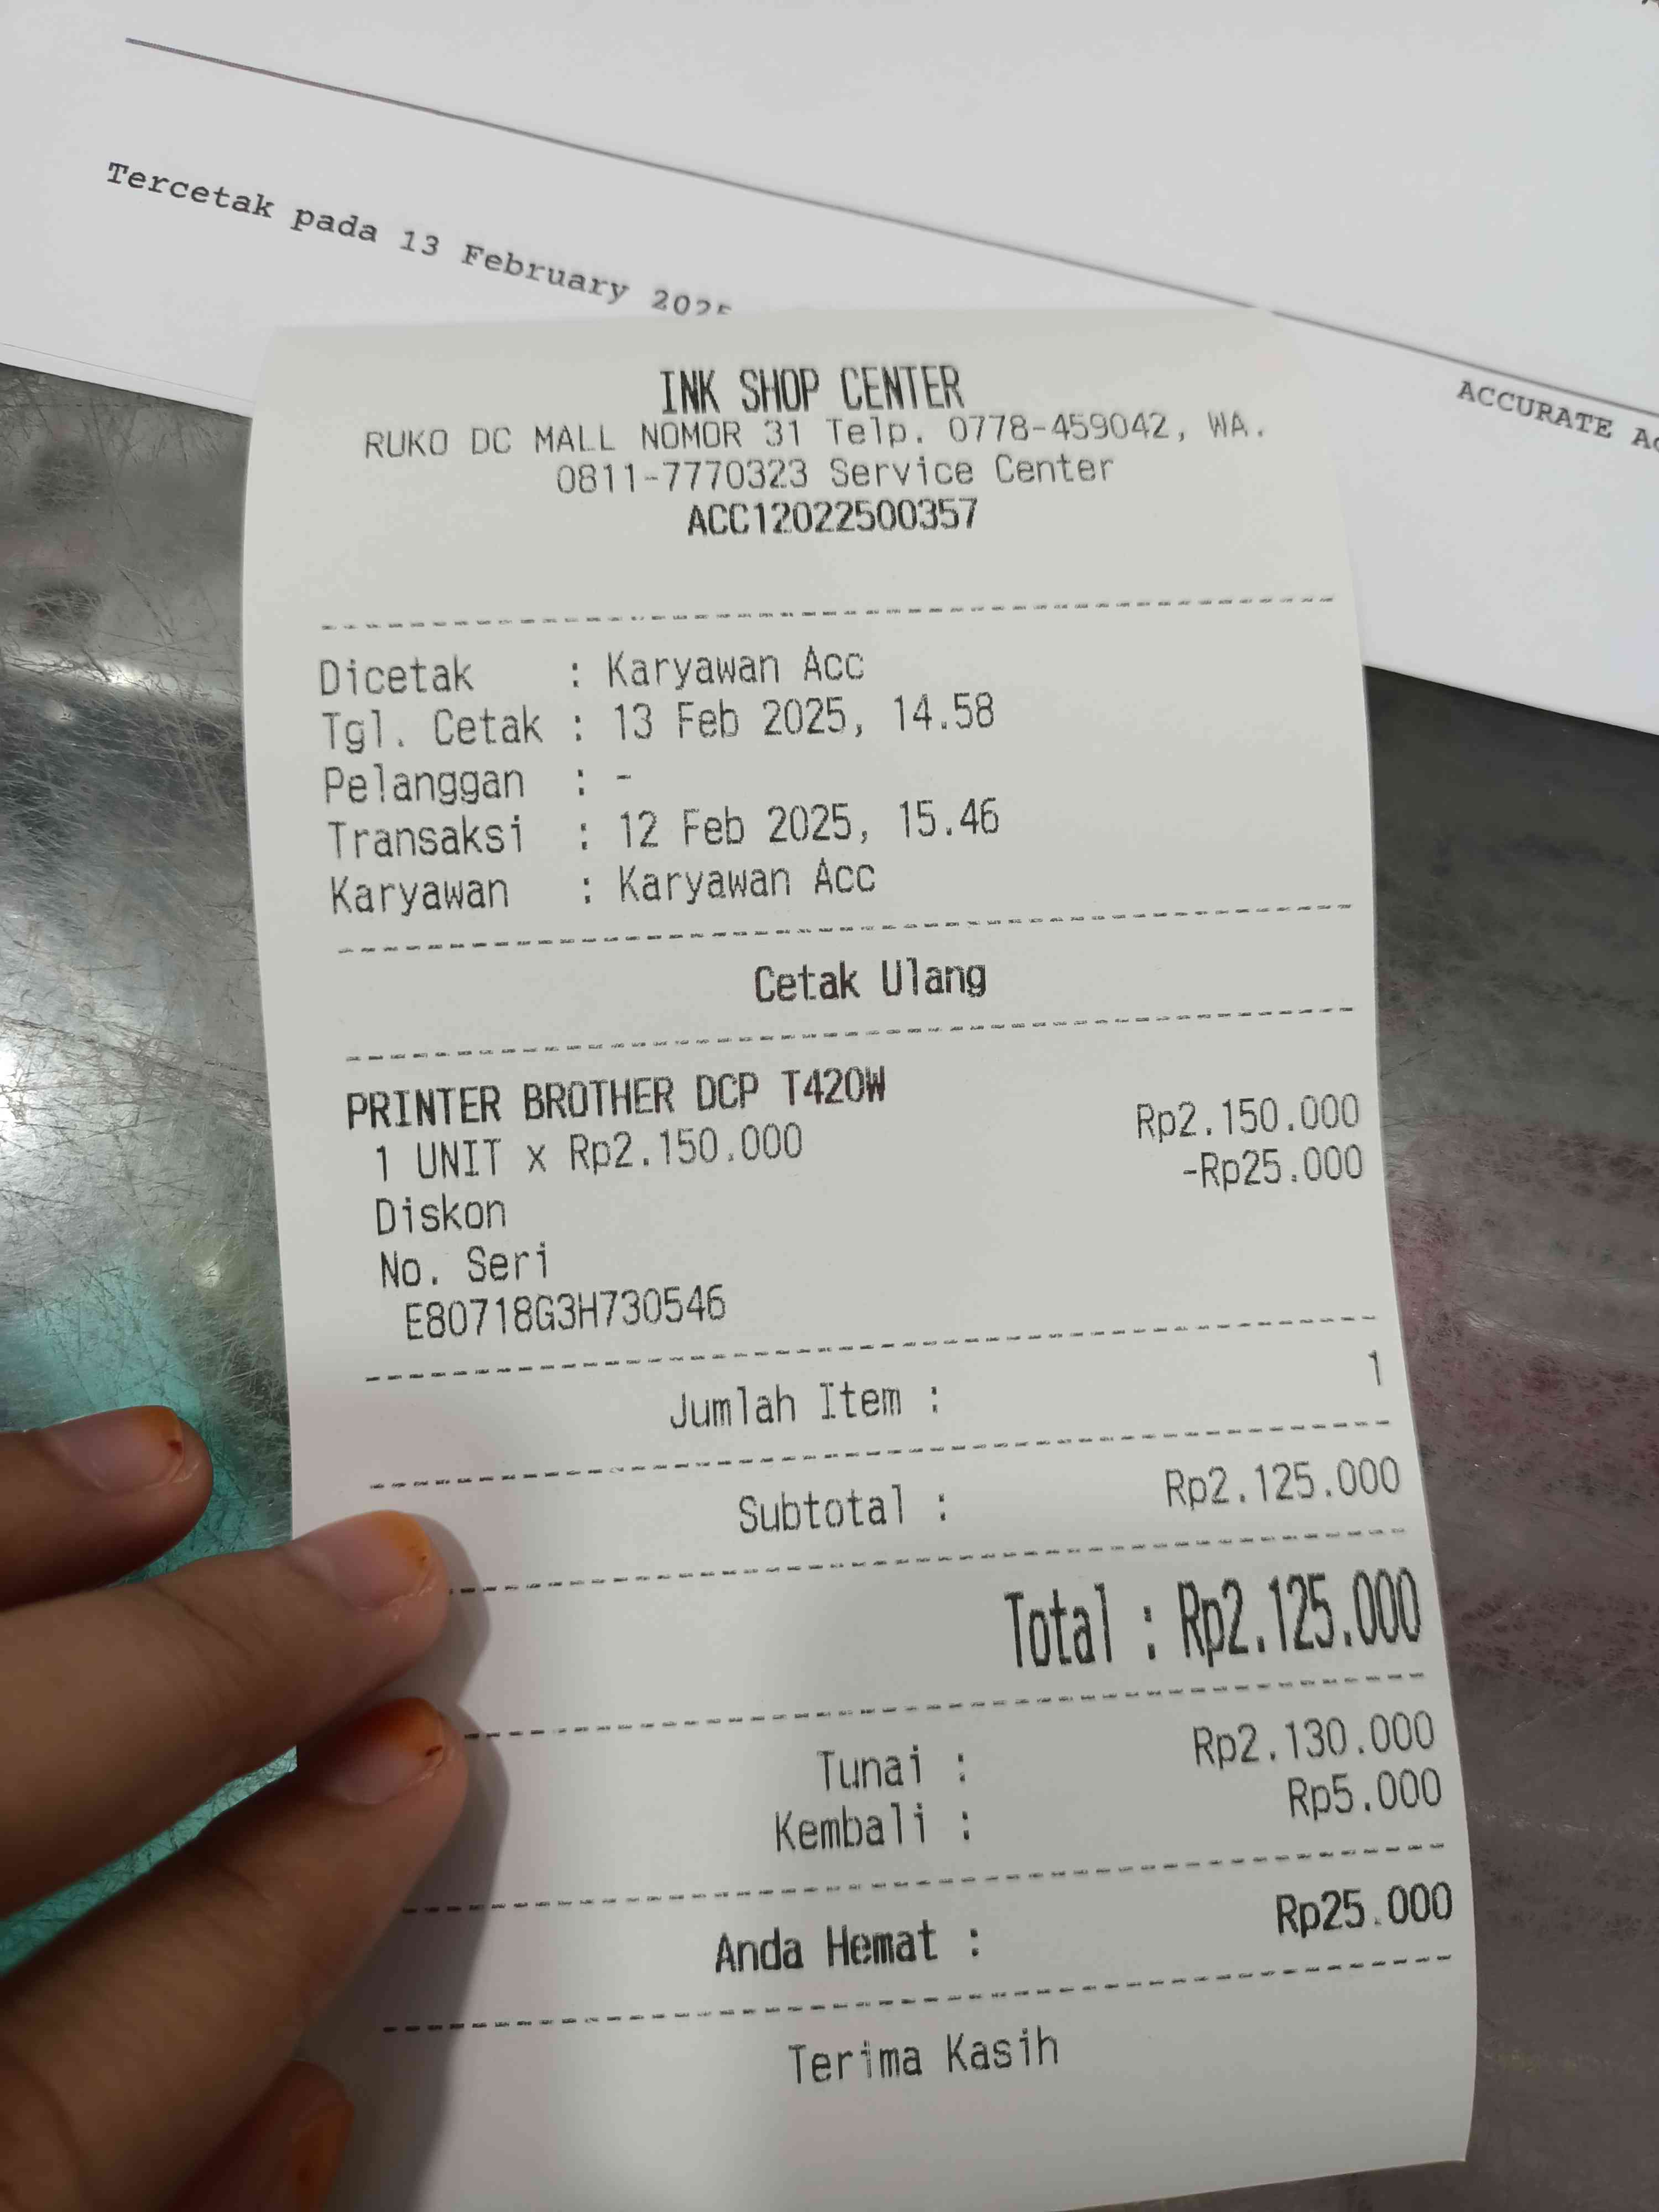 Tercetak pada 13 February 2025
ACCURATE
INK SHOP CENTER
RUKO DC MALL NOMOR 31 Telp. 0778-459042, WA.
0811-7770323 Service Center
ACC12022500357
Dicetak : Karyawan Acc
Tgl. Cetak : 13 Feb 2025, 14.58
Pelanggan : -
Transaksi : 12 Feb 2025, 15.46
Karyawan : Karyawan Acc
Cetak Ulang
PRINTER BROTHER DCP T420W
1 UNIT x Rp2.150.000 Rp2.150.000
Diskon -Rp25.000
No. Seri
E80718G3H730546
Jumlah Item : 1
Subtotal : Rp2.125.000
Total : Rp2.125.000
Tunai : Rp2.130.000
Kembali : Rp5.000
Anda Hemat : Rp25.000
Terima Kasih